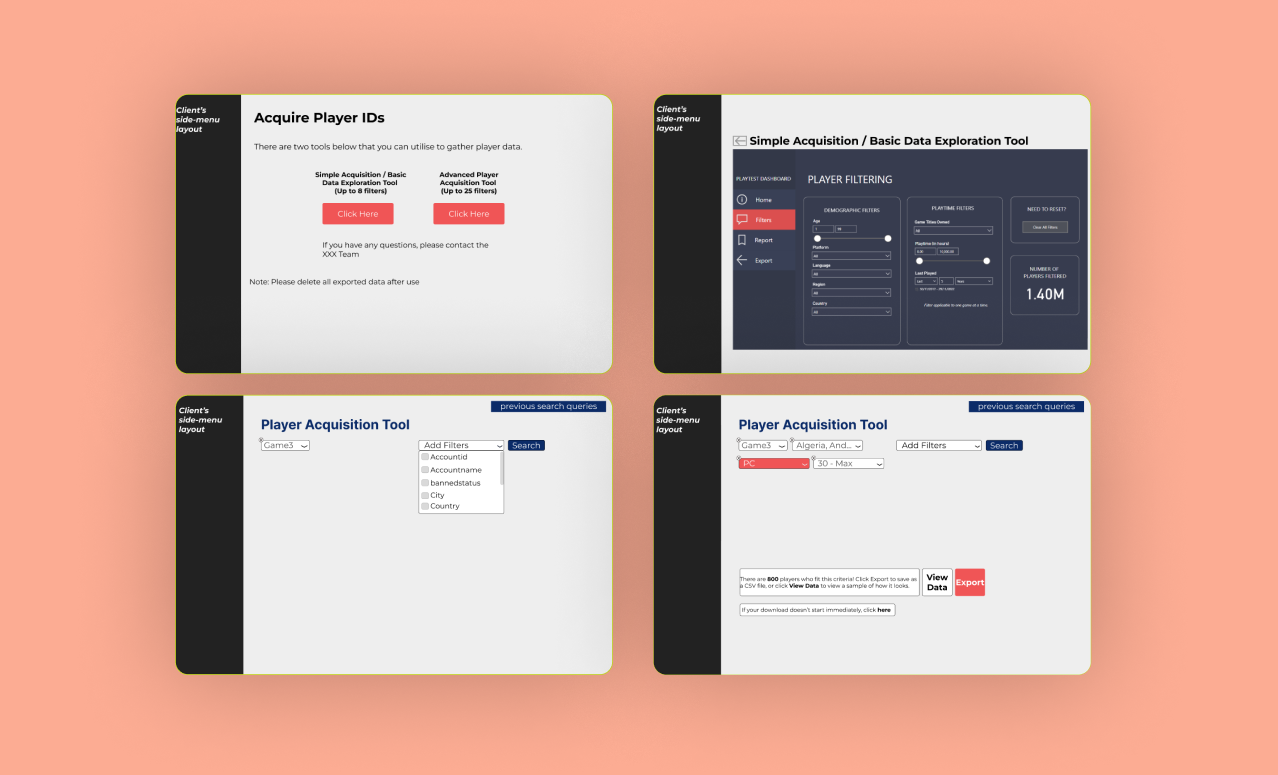 Client's
side-menu
layout
Acquire Player IDs
There are two tools below that you can utilise to gather player data.
Simple Acquisition / Basic
Data Exploration Tool
(Up to 8 filters)
Advanced Player
Acquisition Tool
(Up to 25 filters)
Click Here
Click Here
If you have any questions, please contact the
XXX Team
Note: Please delete all exported data after use
Client's
side-menu
layout
Simple Acquisition / Basic Data Exploration Tool
PLAYTEST DASHBOARD
Home
Filters
Report
Export
PLAYER FILTERING
DEMOGRAPHIC FILTERS
Age
Platform
All
Language
All
Region
All
Country
All
PLAYTIME FILTERS
Game Titles Owned
All
Playtime (in hours)
Last Played
Last
Years
Filter applicable to one game at a time
NEED TO RESET?
Clear All Filters
NUMBER OF
PLAYERS FILTERED
1.40M
Client's
side-menu
layout
previous search queries
Player Acquisition Tool
Game3
Add Filters
Search
Accountid
Accountname
bannedstatus
City
Country
Client's
side-menu
layout
previous search queries
Player Acquisition Tool
Game3
Algeria, And...
Add Filters
Search
PC
30 - Max
There are 800 players who fit this criteria! Click Export to save as
a CSV file, or click View Data to view a sample of how it looks.
View
Data
Export
If your download doesn't start immediately, click here